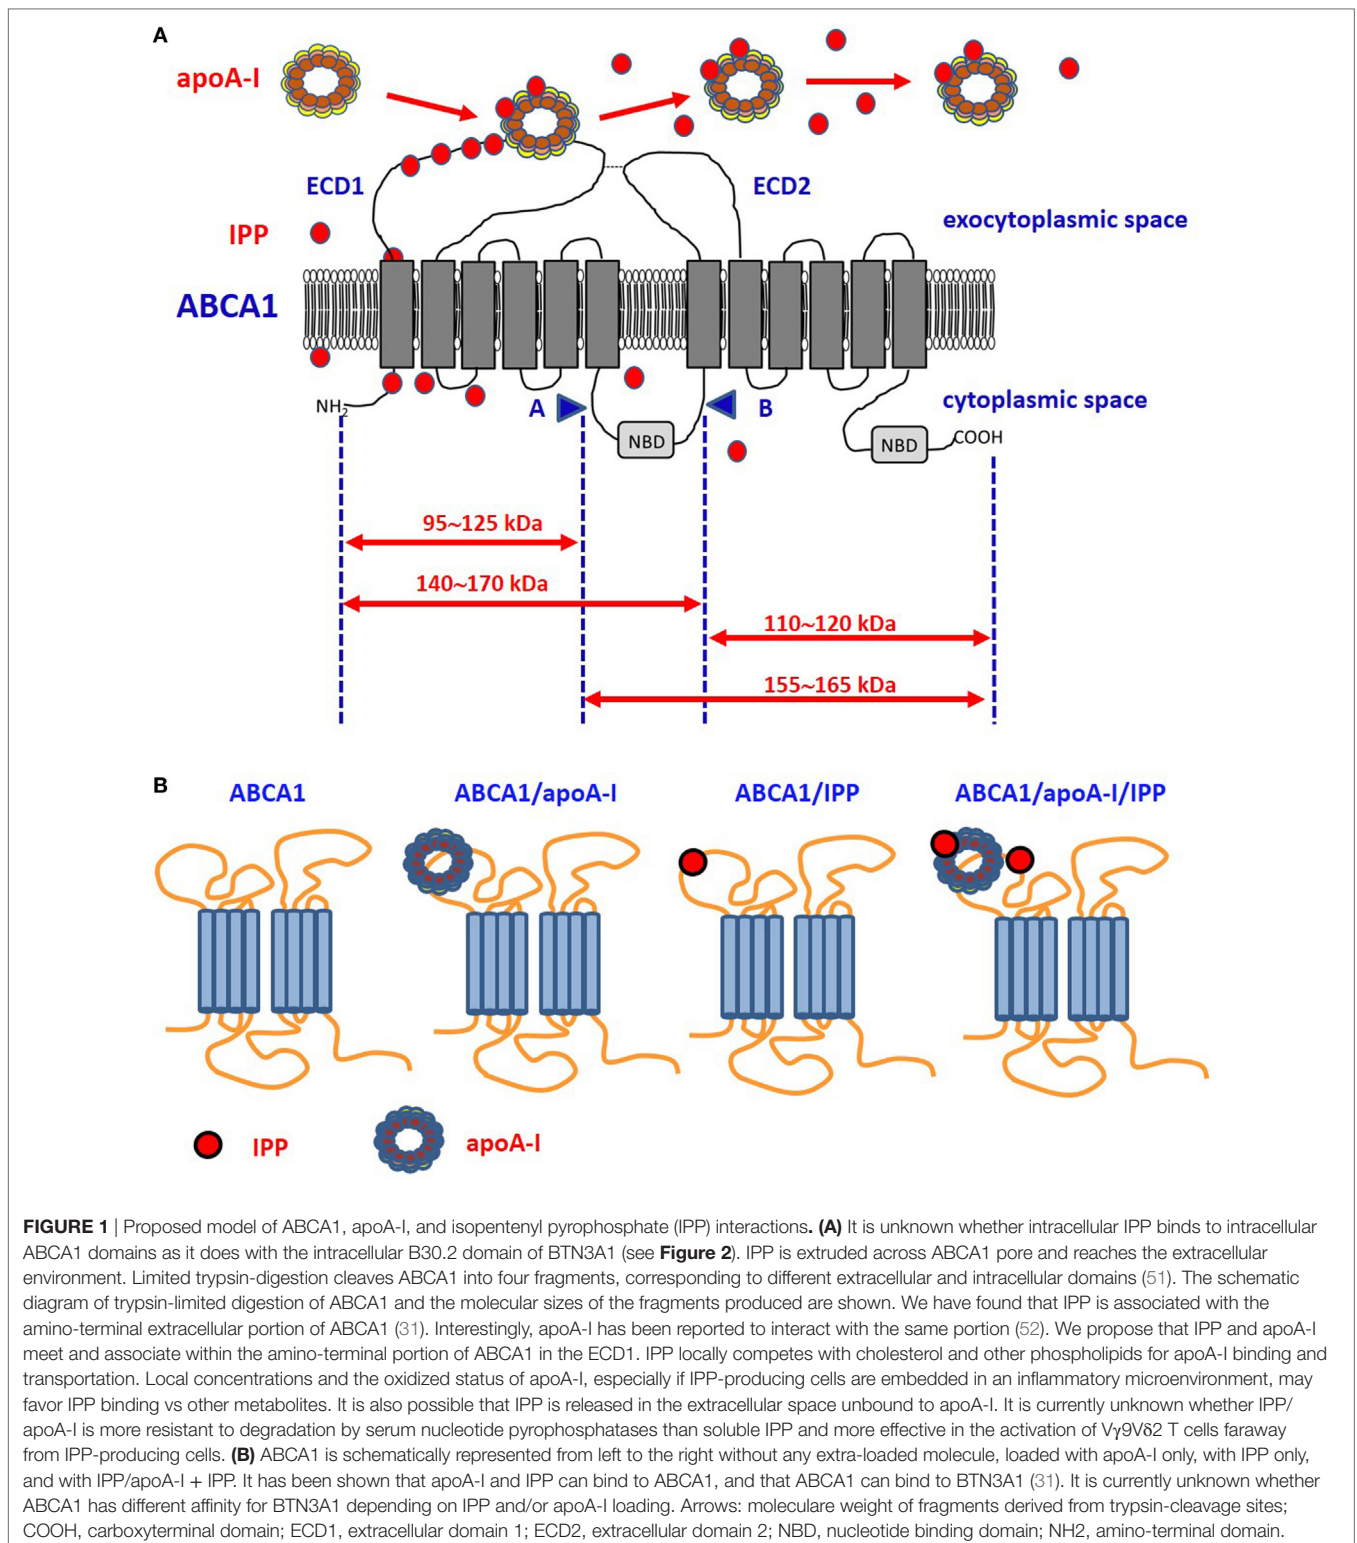 A
apoA-I
ECD1
ECD2
exocytoplasmic space
IPP
ABCA1
NH2
A
B
cytoplasmic space
NBD
NBD
COOH
95~125 kDa
140~170 kDa
110~120 kDa
155~165 kDa
B
ABCA1
ABCA1/apoA-I
ABCA1/IPP
ABCA1/apoA-I/IPP
IPP
apoA-I
FIGURE 1 | Proposed model of ABCA1, apoA-I, and isopentenyl pyrophosphate (IPP) interactions. (A) It is unknown whether intracellular IPP binds to intracellular
ABCA1 domains as it does with the intracellular B30.2 domain of BTN3A1 (see Figure 2). IPP is extruded across ABCA1 pore and reaches the extracellular
environment. Limited trypsin-digestion cleaves ABCA1 into four fragments, corresponding to different extracellular and intracellular domains (51). The schematic
diagram of trypsin-limited digestion of ABCA1 and the molecular sizes of the fragments produced are shown. We have found that IPP is associated with the
amino-terminal extracellular portion of ABCA1 (31). Interestingly, apoA-I has been reported to interact with the same portion (52). We propose that IPP and apoA-I
meet and associate within the amino-terminal portion of ABCA1 in the ECD1. IPP locally competes with cholesterol and other phospholipids for apoA-I binding and
transportation. Local concentrations and the oxidized status of apoA-I, especially if IPP-producing cells are embedded in an inflammatory microenvironment, may
favor IPP binding vs other metabolites. It is also possible that IPP is released in the extracellular space unbound to apoA-I. It is currently unknown whether IPP/
apoA-I is more resistant to degradation by serum nucleotide pyrophosphatases than soluble IPP and more effective in the activation of Vγ9Vδ2 T cells faraway
from IPP-producing cells. (B) ABCA1 is schematically represented from left to the right without any extra-loaded molecule, loaded with apoA-I only, with IPP only,
and with IPP/apoA-I + IPP. It has been shown that apoA-I and IPP can bind to ABCA1, and that ABCA1 can bind to BTN3A1 (31). It is currently unknown whether
ABCA1 has different affinity for BTN3A1 depending on IPP and/or apoA-I loading. Arrows: moleculare weight of fragments derived from trypsin-cleavage sites;
COOH, carboxyterminal domain; ECD1, extracellular domain 1; ECD2, extracellular domain 2; NBD, nucleotide binding domain; NH2, amino-terminal domain.